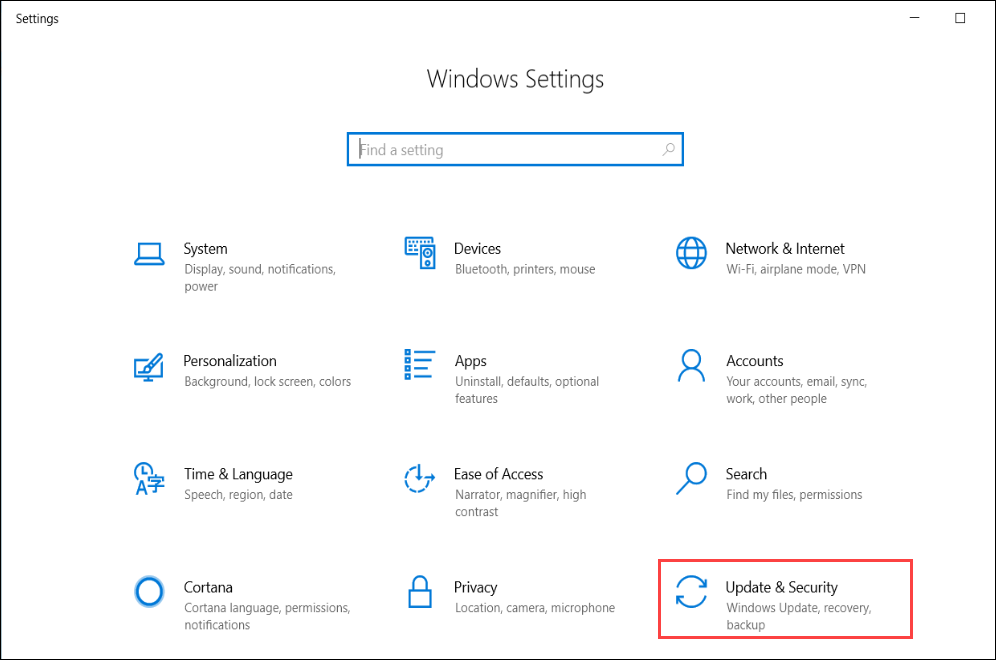 Settings
Windows Settings
Find a setting
System
Display, sound, notifications,
power
Devices
Bluetooth, printers, mouse
Network & Internet
Wi-Fi, airplane mode, VPN
Personalization
Background, lock screen, colors
Apps
Uninstall, defaults, optional
features
Accounts
Your accounts, email, sync,
work, other people
Time & Language
Speech, region, date
Ease of Access
Narrator, magnifier, high
contrast
Search
Find my files, permissions
Cortana
Cortana language, permissions,
notifications
Privacy
Location, camera, microphone
Update & Security
Windows Update, recovery,
backup